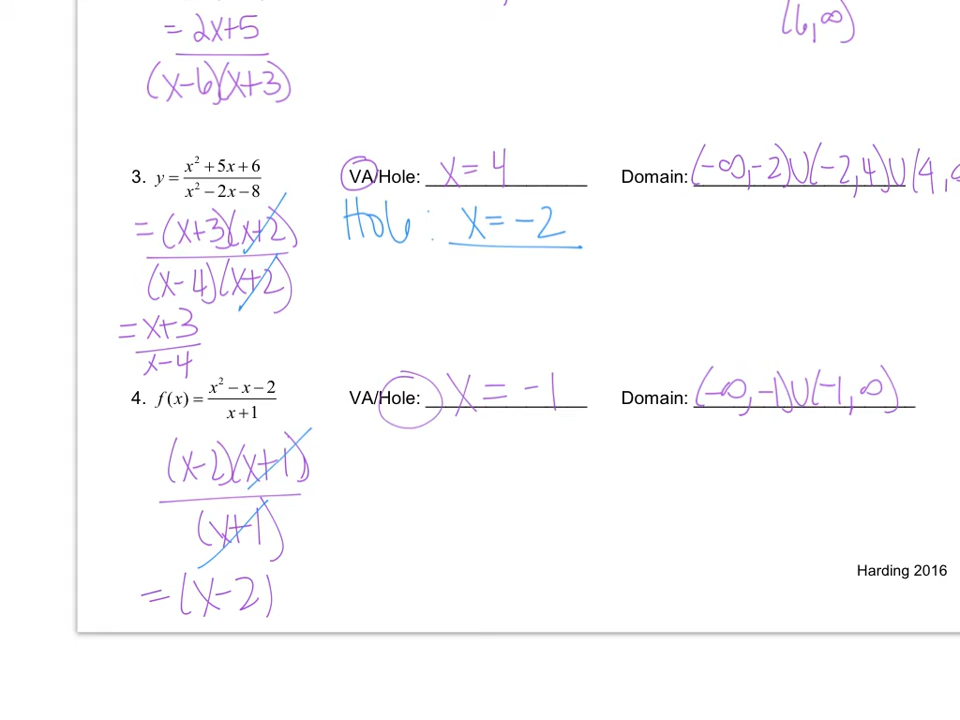 = 2x+5
(x-6)(x+3)
(6,∞)
3. y = x² + 5x + 6
x² − 2x − 8
VA/Hole: x = 4
Domain: (-∞,-2)∪(-2,4)∪(4,
= (x+3)(x+2)
(x-4)(x+2)
Hole: x = -2
= x+3
x-4
4. f(x) = x² − x − 2
x + 1
VA/Hole: x = -1
Domain: (-∞,-1)∪(-1,∞)
(x-2)(x+1)
(x+1)
= (x-2)
Harding 2016